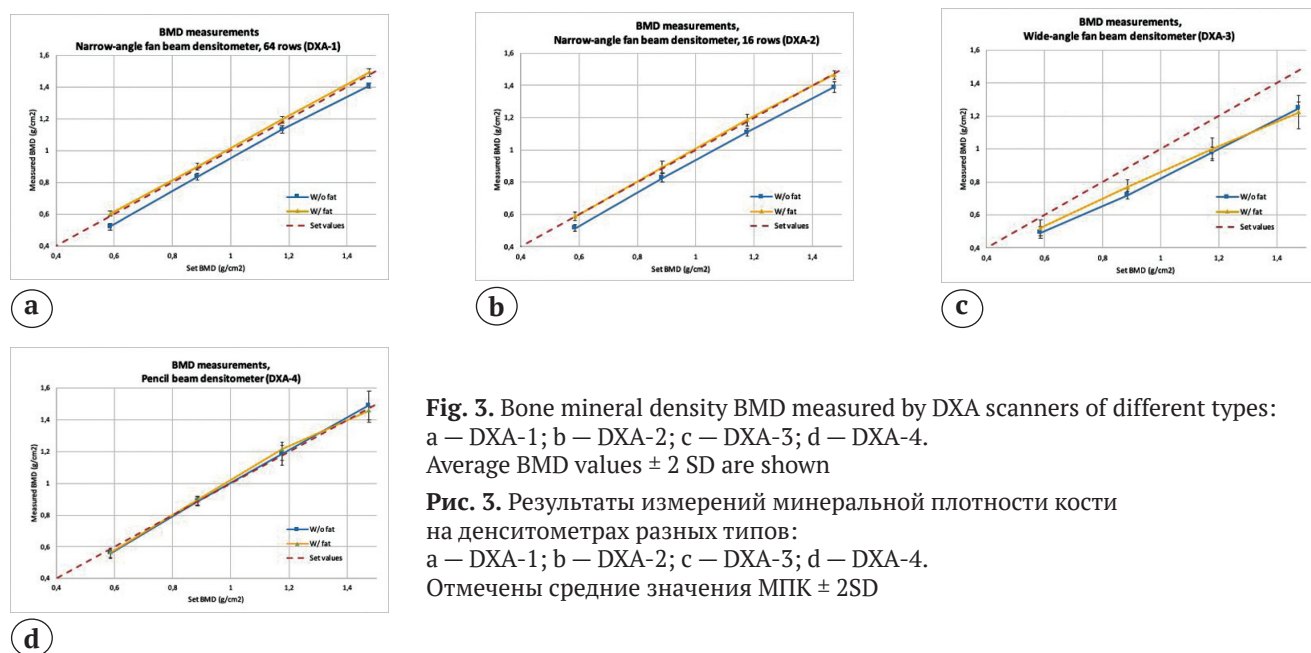 BMD measurements
Narrow-angle fan beam densitometer, 64 rows (DXA-1)
Measured BMD (g/cm2)
1,6
1,4
1,2
1
0,8
0,6
0,4
0,4
0,6
0,8
1
1,2
1,4
Set BMD (g/cm2)
W/o fat
W/ fat
Set values
a
BMD measurements,
Narrow-angle fan beam densitometer, 16 rows (DXA-2)
Measured BMD (g/cm2)
1,6
1,4
1,2
1
0,8
0,6
0,4
0,4
0,6
0,8
1
1,2
1,4
Set BMD (g/cm2)
W/o fat
W/ fat
Set values
b
BMD measurements,
Wide-angle fan beam densitometer (DXA-3)
Measured BMD (g/cm2)
1,6
1,4
1,2
1
0,8
0,6
0,4
0,4
0,6
0,8
1
1,2
1,4
Set BMD (g/cm2)
W/o fat
W/ fat
Set values
c
BMD measurements,
Pencil beam densitometer (DXA-4)
Measured BMD (g/cm2)
1,6
1,4
1,2
1
0,8
0,6
0,4
0,4
0,6
0,8
1
1,2
1,4
Set BMD (g/cm2)
W/o fat
W/ fat
Set values
d
Fig. 3. Bone mineral density BMD measured by DXA scanners of different types:
a — DXA-1; b — DXA-2; c — DXA-3; d — DXA-4.
Average BMD values ± 2 SD are shown
Рис. 3. Результаты измерений минеральной плотности кости
на денситометрах разных типов:
a — DXA-1; b — DXA-2; c — DXA-3; d — DXA-4.
Отмечены средние значения МПК ± 2SD